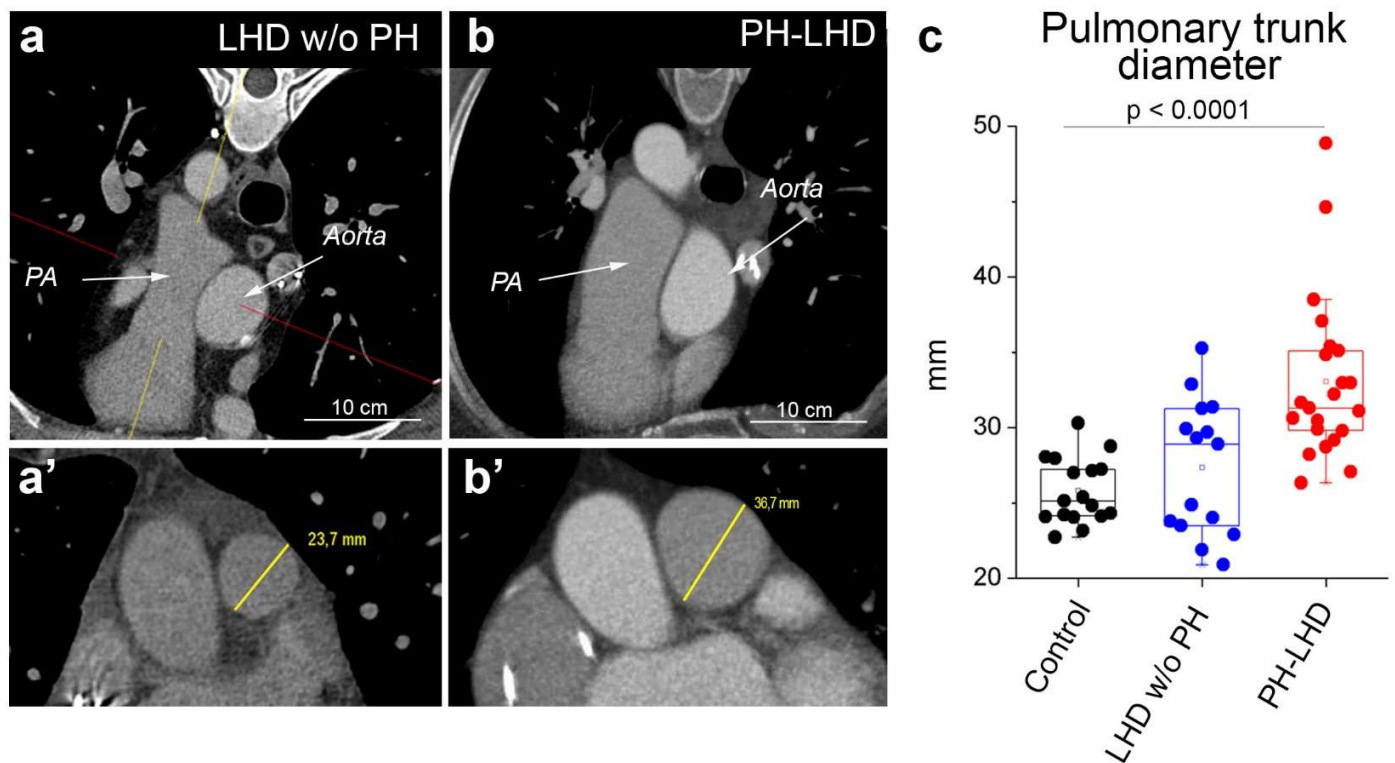 a
LHD w/o PH
PA
Aorta
10 cm
b
PH-LHD
PA
Aorta
10 cm
a’
23,7 mm
b’
36,7 mm
c
Pulmonary trunk
diameter
p < 0.0001
50
40
30
20
mm
Control
LHD w/o PH
PH-LHD